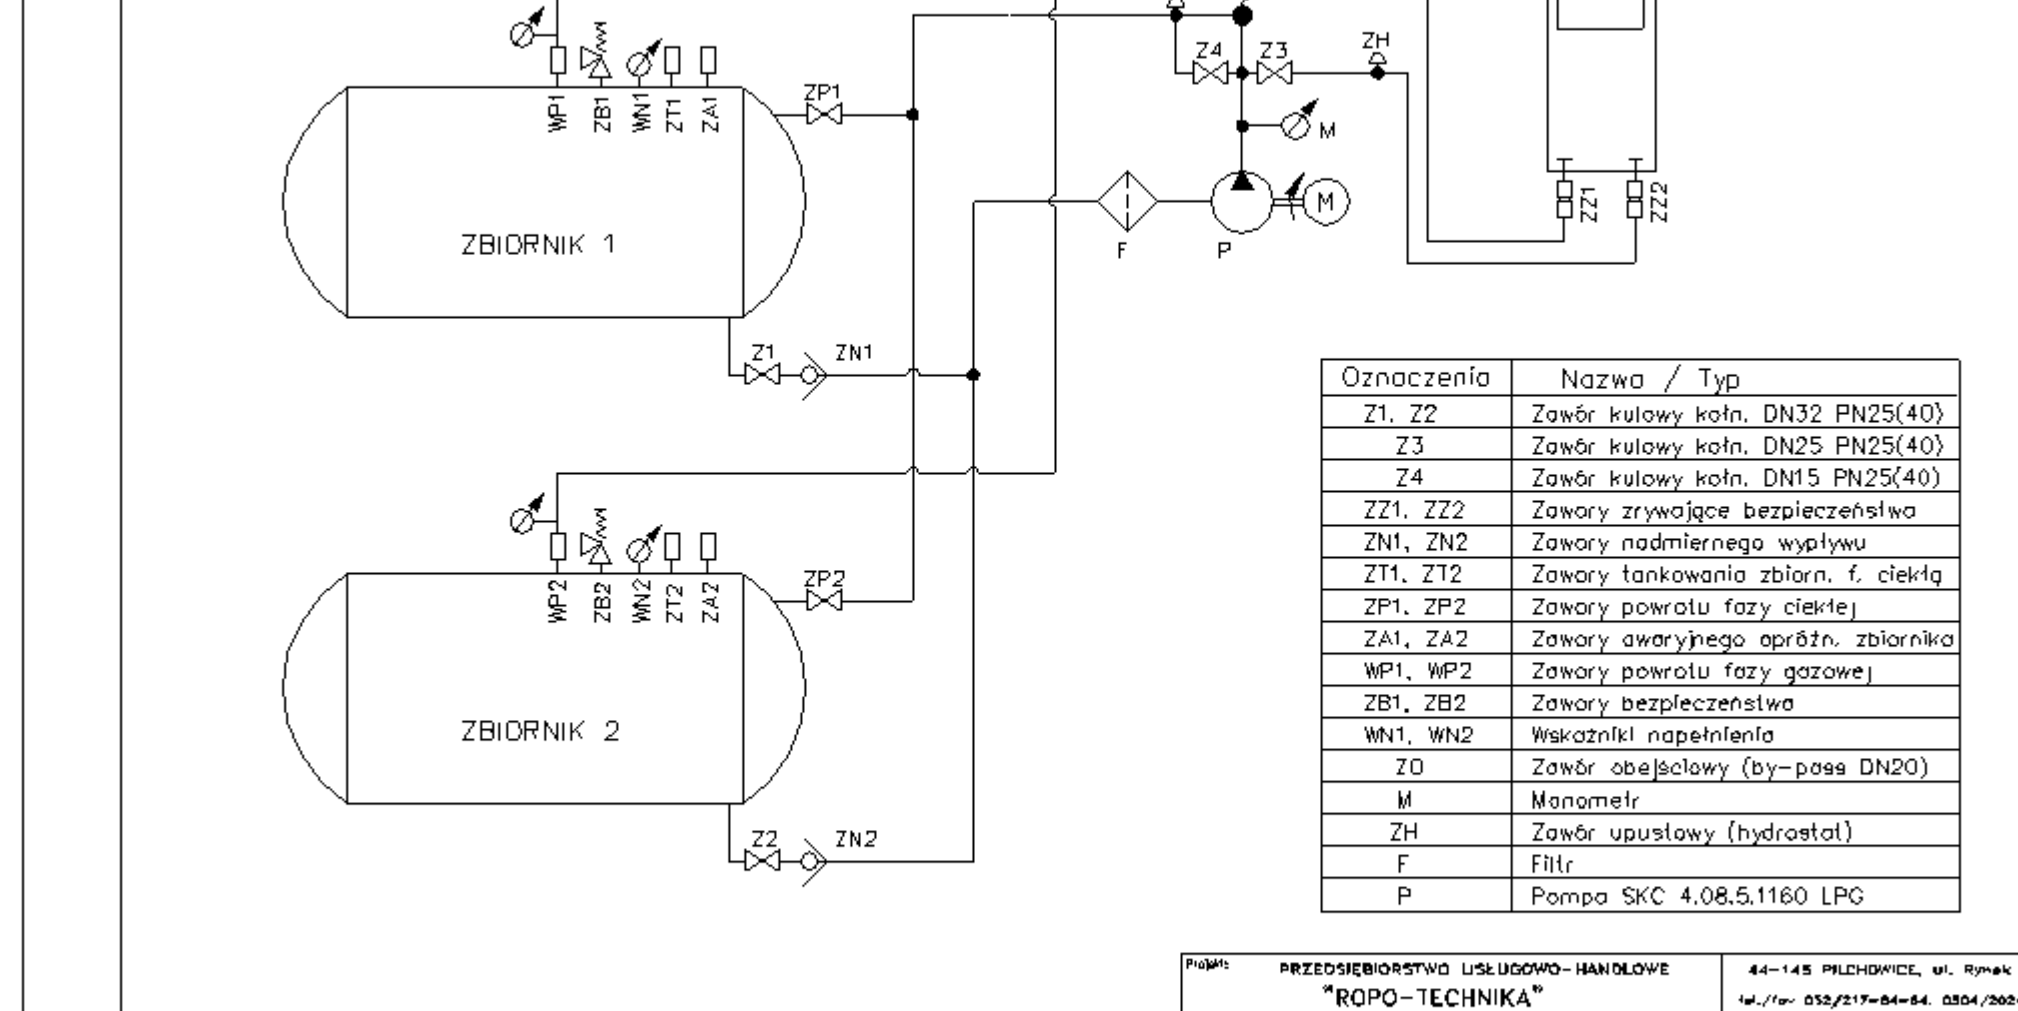 Z4 Z3 ZH
ZP1
WP1 ZB1 WN1 ZT1 ZA1
M
M
ZZ1 ZZ2
ZBIORNIK 1
F P
Z1 ZN1
ZP2
WP2 ZB2 WN2 ZT2 ZA2
ZBIORNIK 2
Z2 ZN2
Oznaczenia Nazwa / Typ
Z1, Z2 Zawór kulowy kołn. DN32 PN25(40)
Z3 Zawór kulowy kołn. DN25 PN25(40)
Z4 Zawór kulowy kołn. DN15 PN25(40)
ZZ1, ZZ2 Zawory zrywające bezpieczeństwa
ZN1, ZN2 Zawory nadmiernego wypływu
ZT1, ZT2 Zawory tankowania zbiorn. f. ciekłą
ZP1, ZP2 Zawory powrotu fazy ciekłej
ZA1, ZA2 Zawory awaryjnego opróżn. zbiornika
WP1, WP2 Zawory powrotu fazy gazowej
ZB1, ZB2 Zawory bezpieczeństwa
WN1, WN2 Wskaźniki napełnienia
ZO Zawór obejściowy (by-pass DN20)
M Manometr
ZH Zawór upustowy (hydrostat)
F Filtr
P Pompa SKC 4.08.5.1160 LPG
PRZEDSIĘBIORSTWO USŁUGOWO-HANDLOWE 44-145 PILCHOWICE, ul. Rynek
"ROPO-TECHNIKA"